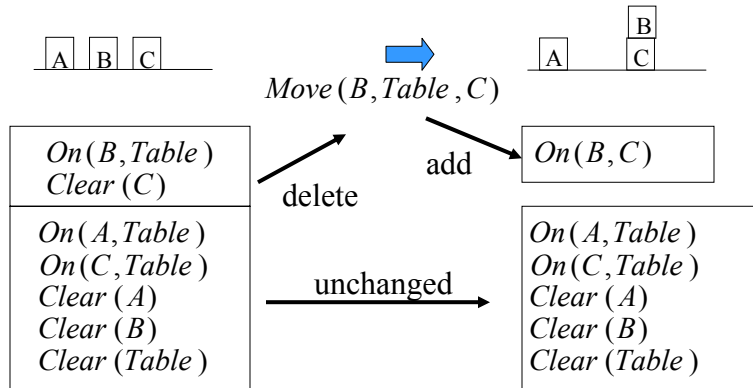 A B C
B
A C
Move(B,Table,C)
On(B,Table)
Clear(C)
delete
add
On(B,C)
On(A,Table)
On(C,Table)
Clear(A)
Clear(B)
Clear(Table)
unchanged
On(A,Table)
On(C,Table)
Clear(A)
Clear(B)
Clear(Table)